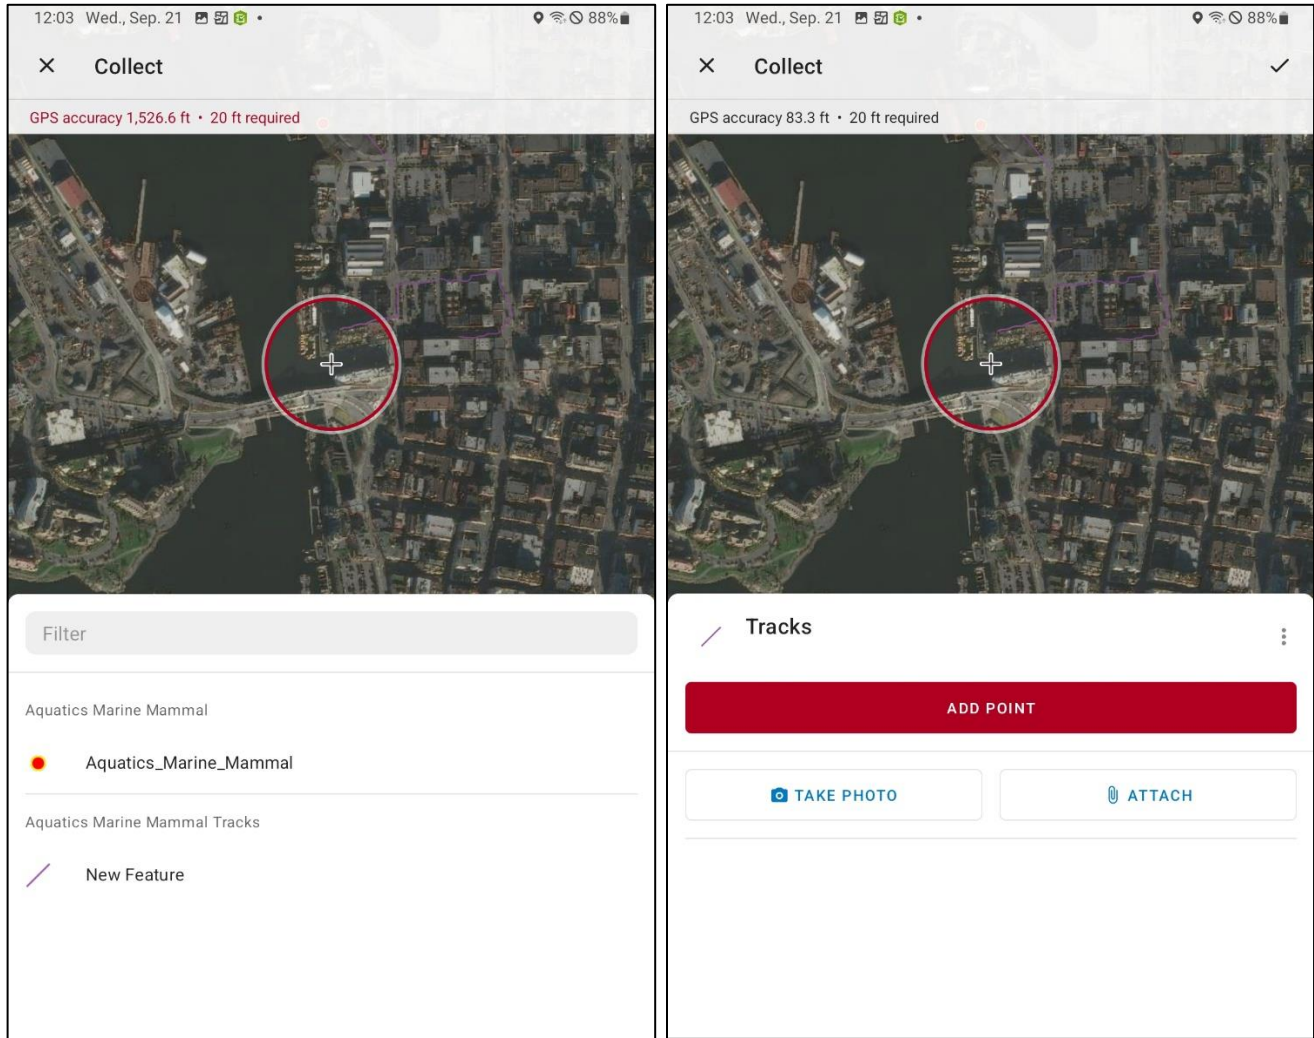 12:03 Wed., Sep. 21 88%
Collect
GPS accuracy 1,526.6 ft • 20 ft required
Filter
Aquatics Marine Mammal
Aquatics_Marine_Mammal
Aquatics Marine Mammal Tracks
New Feature
12:03 Wed., Sep. 21 88%
Collect
GPS accuracy 83.3 ft • 20 ft required
Tracks
ADD POINT
TAKE PHOTO
ATTACH